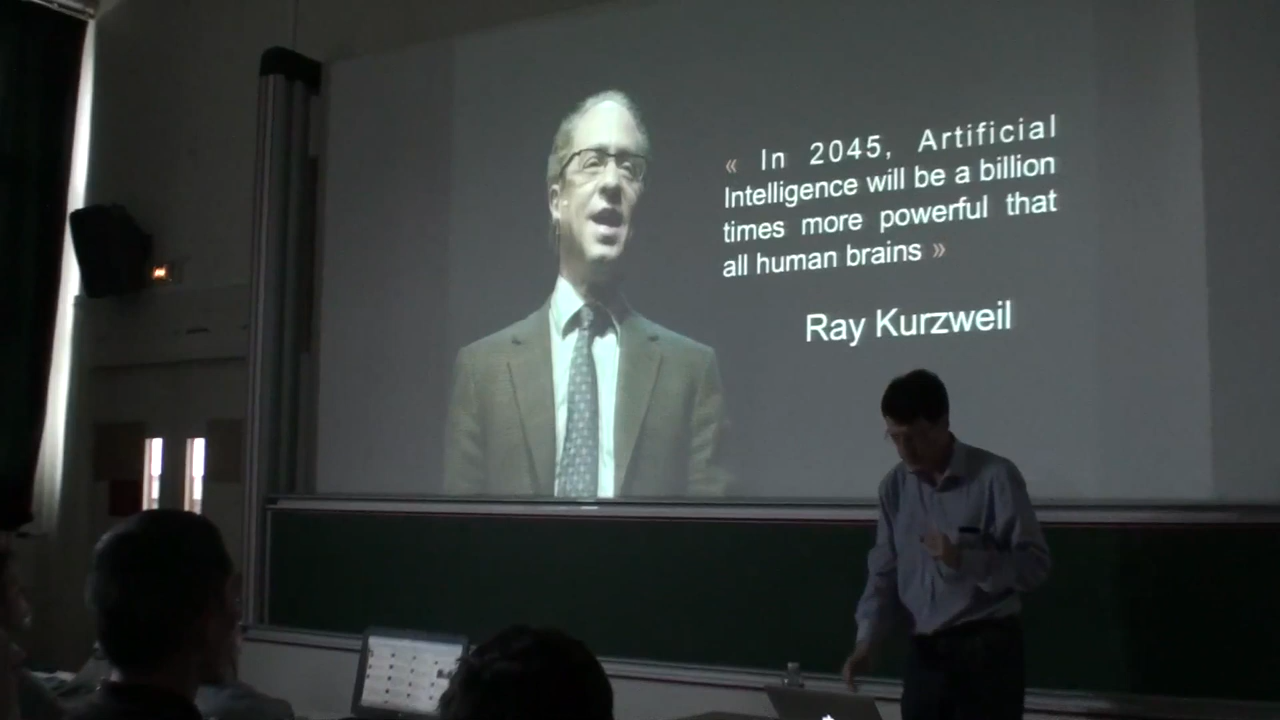 « In 2045, Artificial
Intelligence will be a billion
times more powerful that
all human brains »
Ray Kurzweil